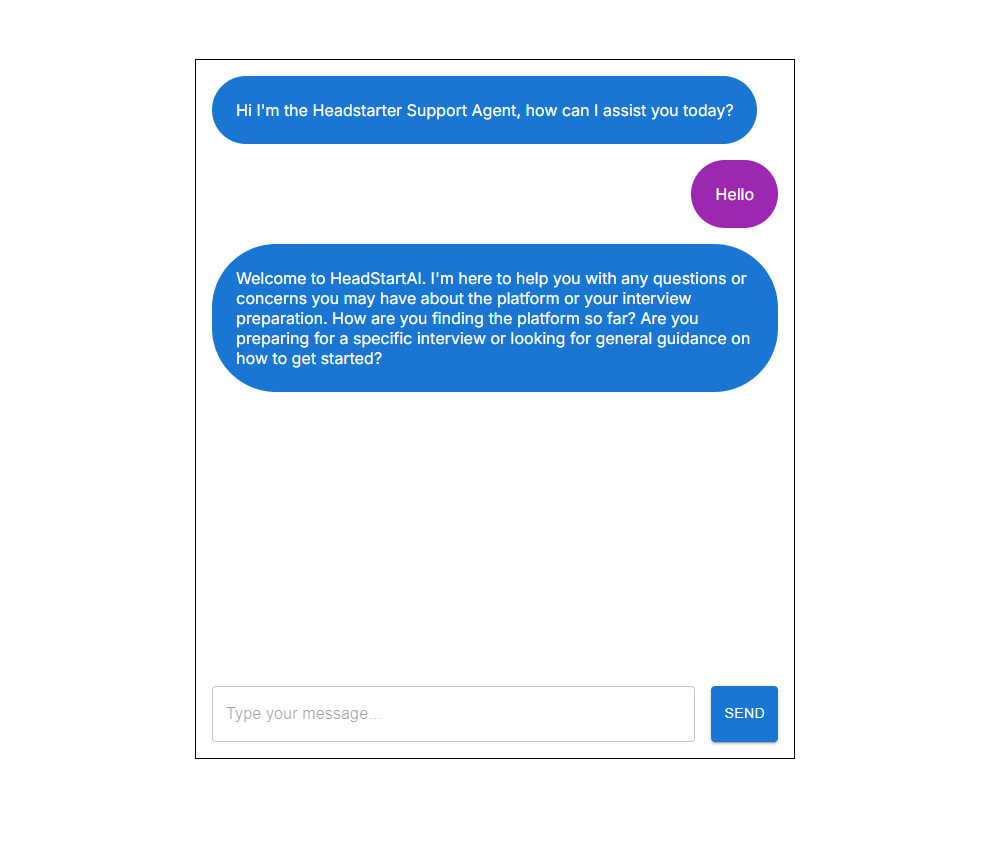 Hi I'm the Headstarter Support Agent, how can I assist you today?
Hello
Welcome to HeadStartAI. I'm here to help you with any questions or
concerns you may have about the platform or your interview
preparation. How are you finding the platform so far? Are you
preparing for a specific interview or looking for general guidance on
how to get started?
Type your message...
SEND